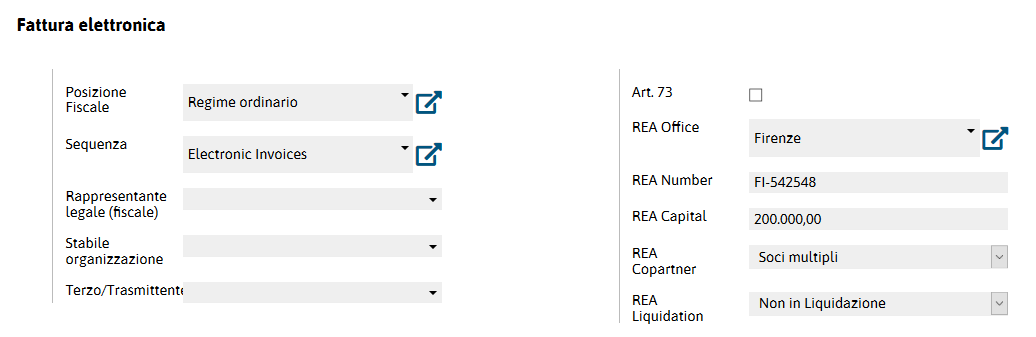 Fattura elettronica
Posizione
Fiscale
Regime ordinario
Sequenza
Electronic Invoices
Rappresentante
legale (fiscale)
Stabile
organizzazione
Terzo/Trasmittente
Art. 73
REA Office
Firenze
REA Number
FI-542548
REA Capital
200.000,00
REA
Copartner
Soci multipli
REA
Liquidation
Non in Liquidazione